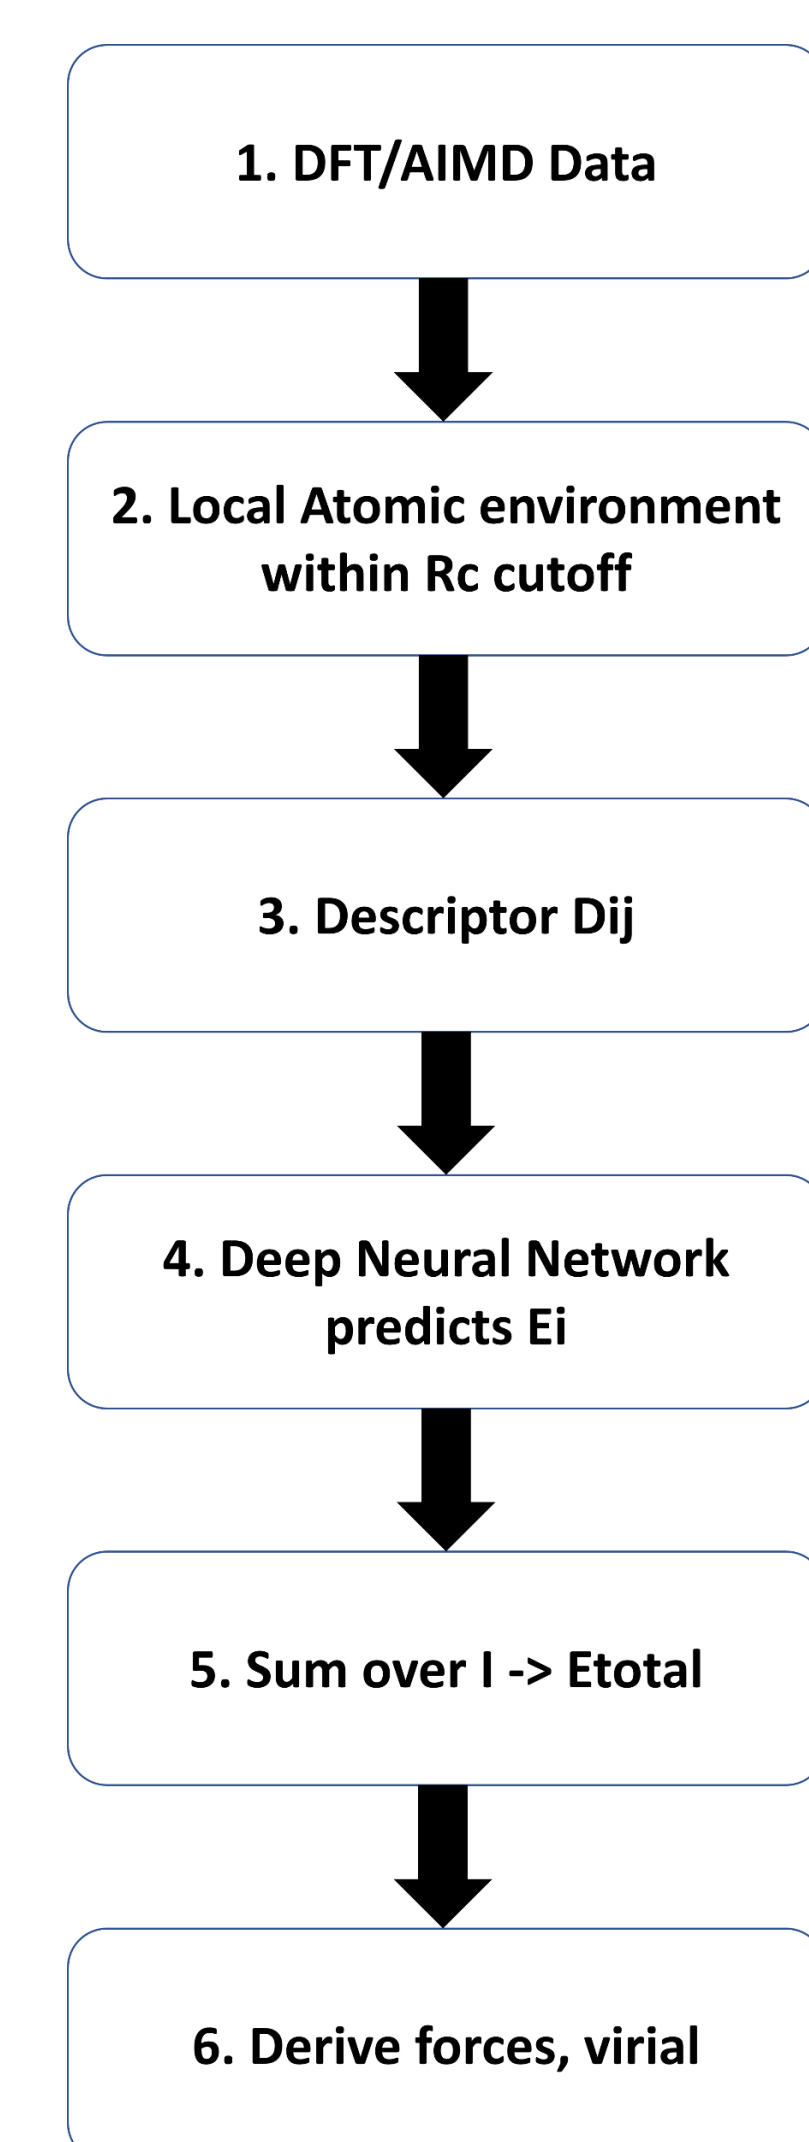 1. DFT/AIMD Data
2. Local Atomic environment
within Rc cutoff
3. Descriptor Dij
4. Deep Neural Network
predicts Ei
5. Sum over I -> Etotal
6. Derive forces, virial